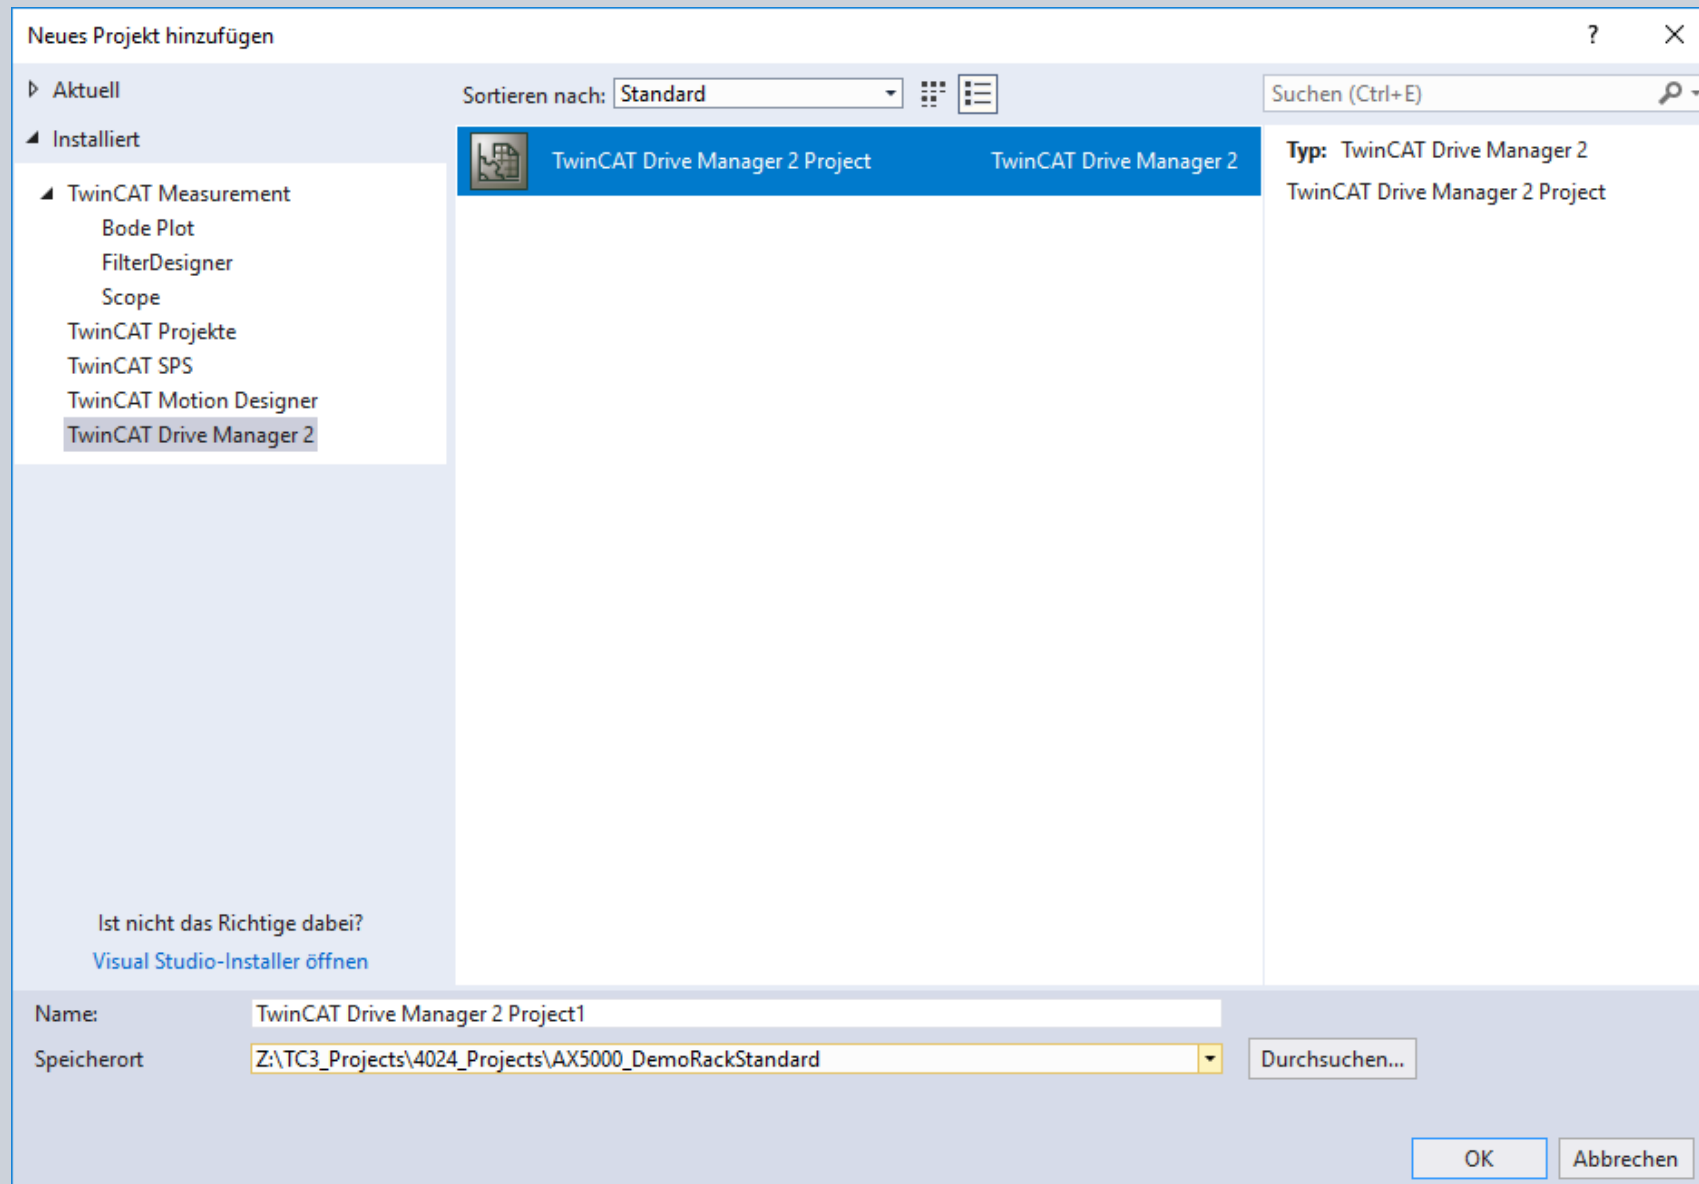 Neues Projekt hinzufügen
?
Aktuell
Installiert
TwinCAT Measurement
Bode Plot
FilterDesigner
Scope
TwinCAT Projekte
TwinCAT SPS
TwinCAT Motion Designer
TwinCAT Drive Manager 2
Ist nicht das Richtige dabei?
Visual Studio-Installer öffnen
Sortieren nach: Standard
TwinCAT Drive Manager 2 Project TwinCAT Drive Manager 2
Suchen (Ctrl+E)
Typ: TwinCAT Drive Manager 2
TwinCAT Drive Manager 2 Project
Name: TwinCAT Drive Manager 2 Project1
Speicherort Z:\TC3_Projects\4024_Projects\AX5000_DemoRackStandard Durchsuchen...
OK Abbrechen